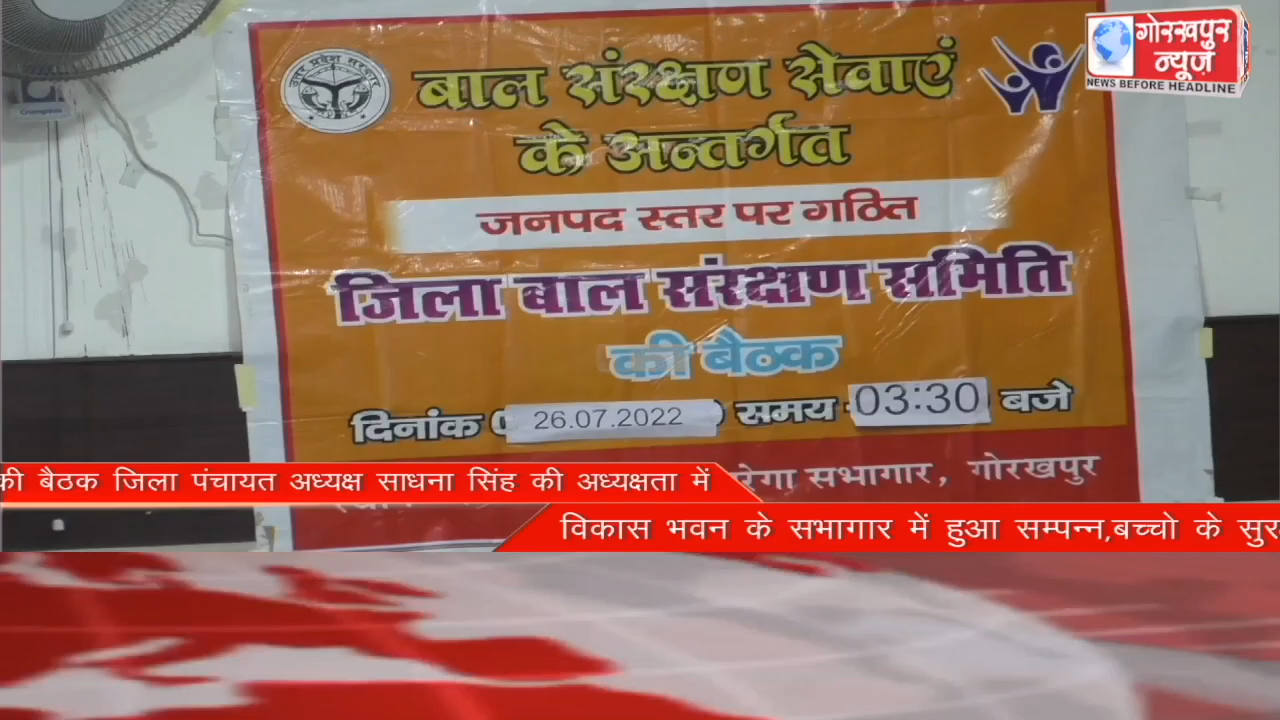 गोरखपुर
न्यूज़
NEWS BEFORE HEADLINE
बाल संरक्षण सेवाएं
के अन्तर्गत
जनपद स्तर पर गठित
जिला बाल संरक्षण समिति
की बैठक
दिनांक 26.07.2022 समय 03:30 बजे
सभागार, गोरखपुर
की बैठक जिला पंचायत अध्यक्ष साधना सिंह की अध्यक्षता में
विकास भवन के सभागार में हुआ सम्पन्न,बच्चो के